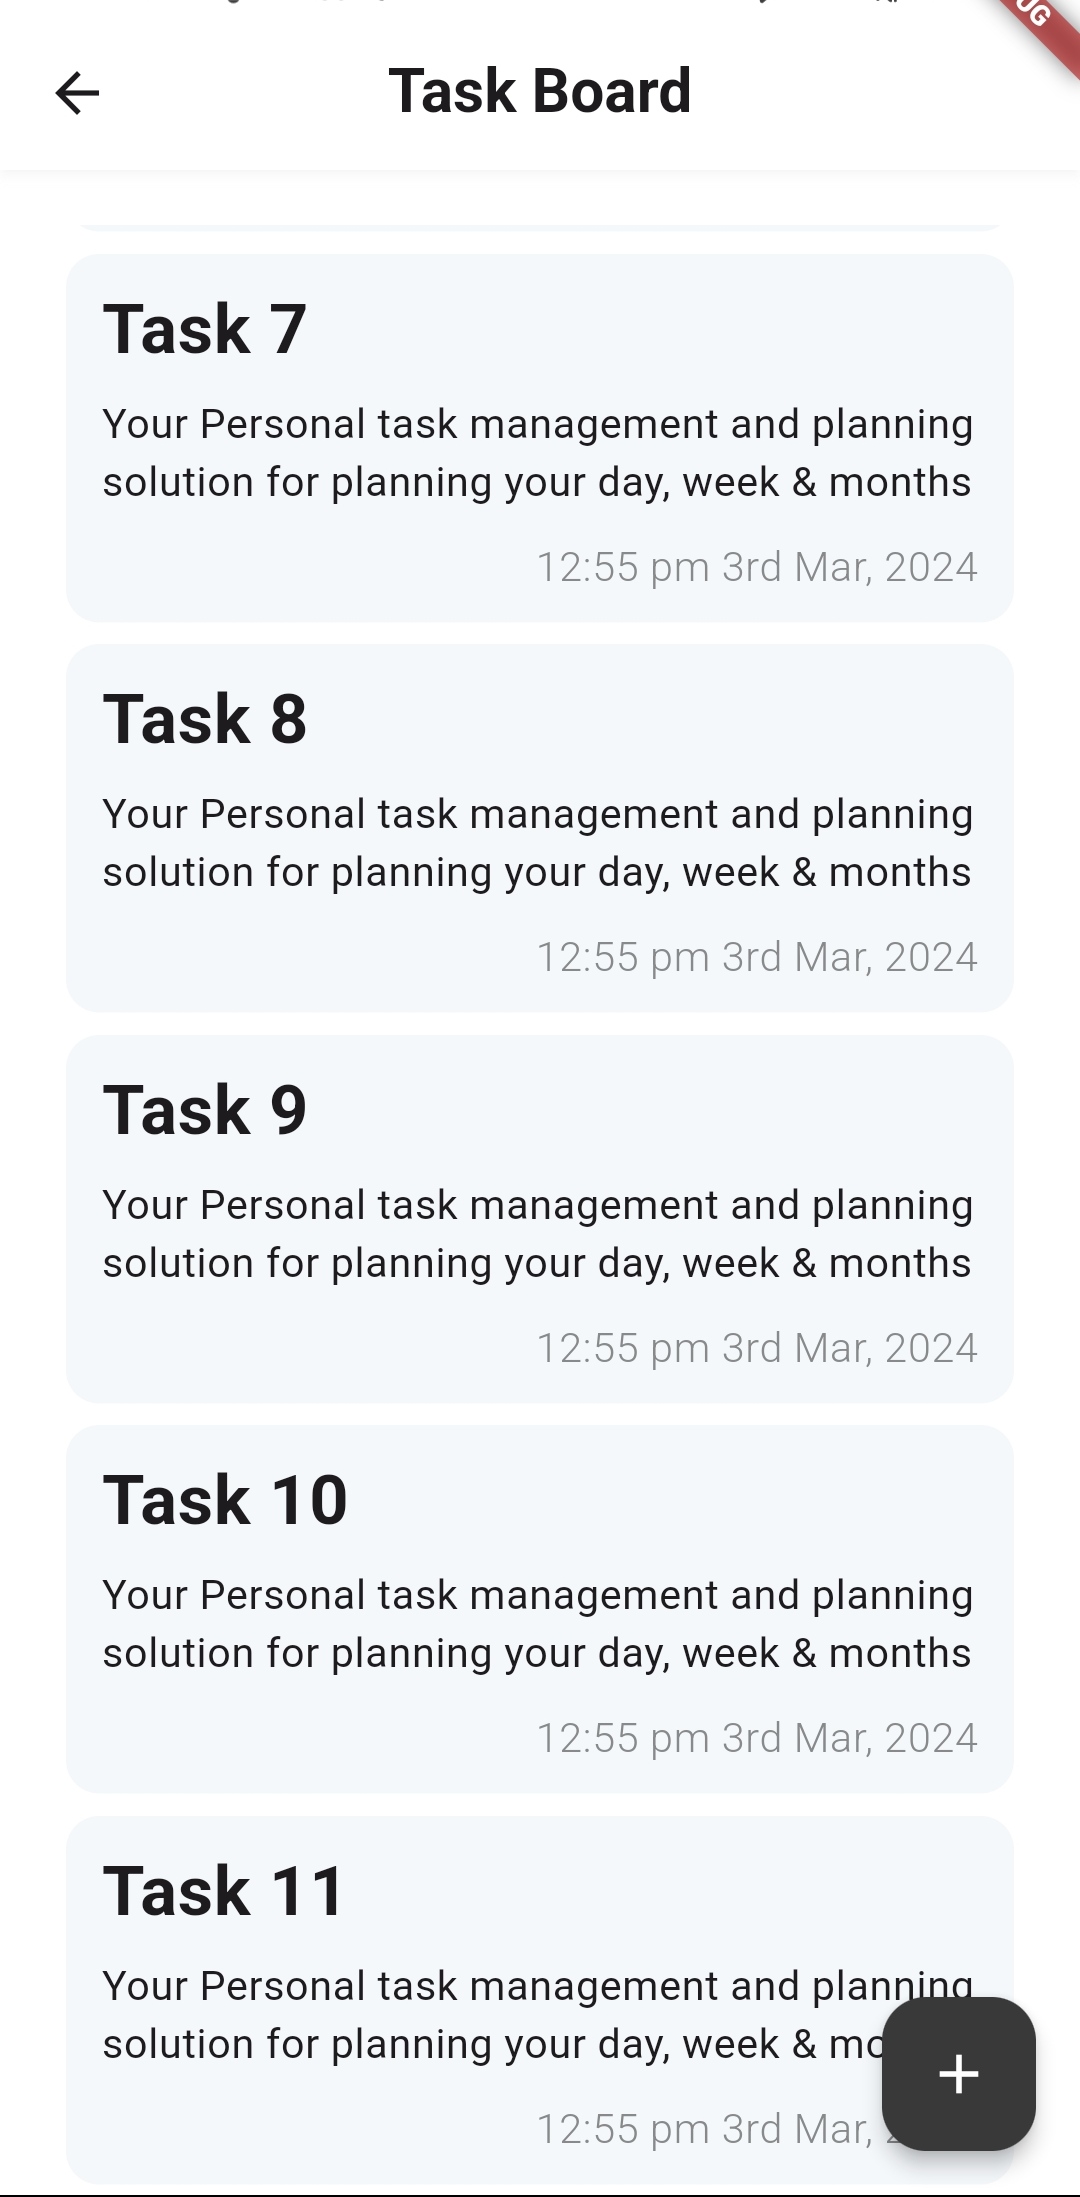 Task Board
Task 7
Your Personal task management and planning
solution for planning your day, week & months
12:55 pm 3rd Mar, 2024
Task 8
Your Personal task management and planning
solution for planning your day, week & months
12:55 pm 3rd Mar, 2024
Task 9
Your Personal task management and planning
solution for planning your day, week & months
12:55 pm 3rd Mar, 2024
Task 10
Your Personal task management and planning
solution for planning your day, week & months
12:55 pm 3rd Mar, 2024
Task 11
Your Personal task management and planning
solution for planning your day, week &
12:55 pm 3rd Mar,